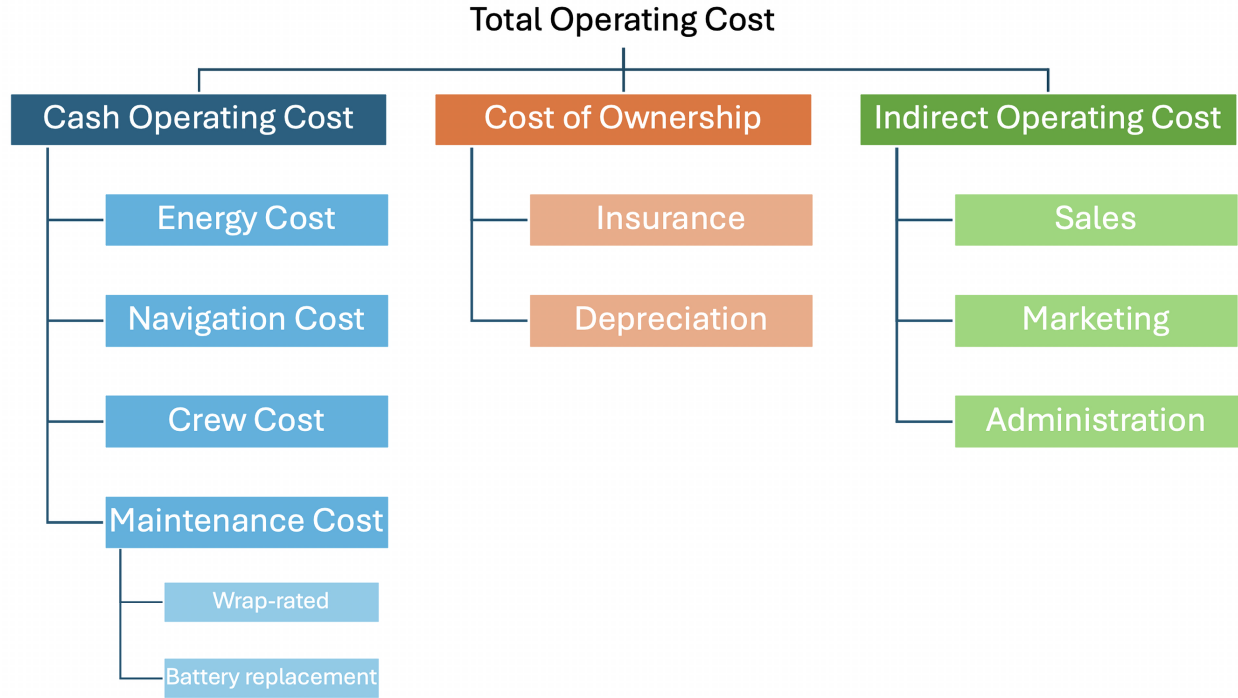 Total Operating Cost
Cash Operating Cost
Energy Cost
Navigation Cost
Crew Cost
Maintenance Cost
Wrap-rated
Battery replacement
Cost of Ownership
Insurance
Depreciation
Indirect Operating Cost
Sales
Marketing
Administration